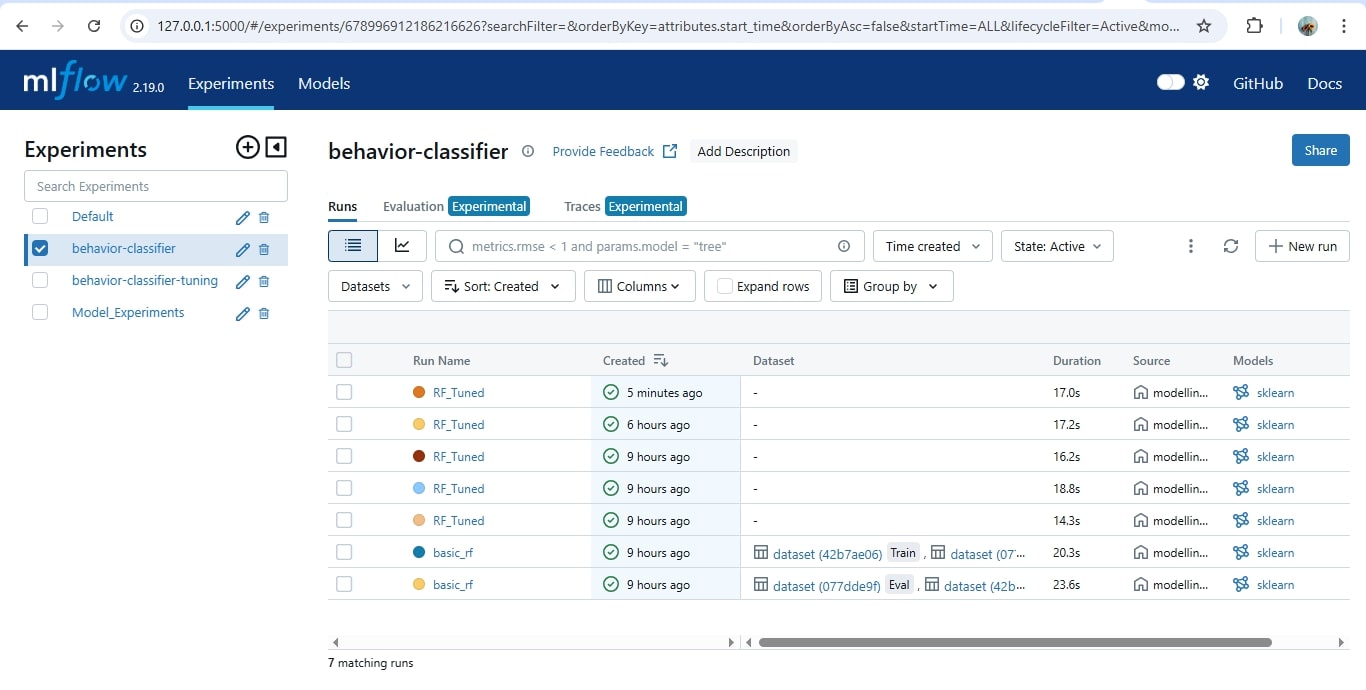 127.0.0.1:5000/#/experiments/678996912186216626?searchFilter=&orderByKey=attributes.start_time&orderByAsc=false&startTime=ALL&lifecycleFilter=Active&mo...
mlflow 2.19.0 Experiments Models GitHub Docs
Experiments
Search Experiments
Default
behavior-classifier
behavior-classifier-tuning
Model_Experiments
behavior-classifier Provide Feedback Add Description Share
Runs Evaluation Experimental Traces Experimental
metrics.rmse < 1 and params.model = "tree" Time created State: Active New run
Datasets Sort: Created Columns Expand rows Group by
Run Name Created Dataset Duration Source Models
RF_Tuned 5 minutes ago - 17.0s modellin... sklearn
RF_Tuned 6 hours ago - 17.2s modellin... sklearn
RF_Tuned 9 hours ago - 16.2s modellin... sklearn
RF_Tuned 9 hours ago - 18.8s modellin... sklearn
RF_Tuned 9 hours ago - 14.3s modellin... sklearn
basic_rf 9 hours ago dataset (42b7ae06) Train , dataset (07... 20.3s modellin... sklearn
basic_rf 9 hours ago dataset (077dde9f) Eval , dataset (42b... 23.6s modellin... sklearn
7 matching runs